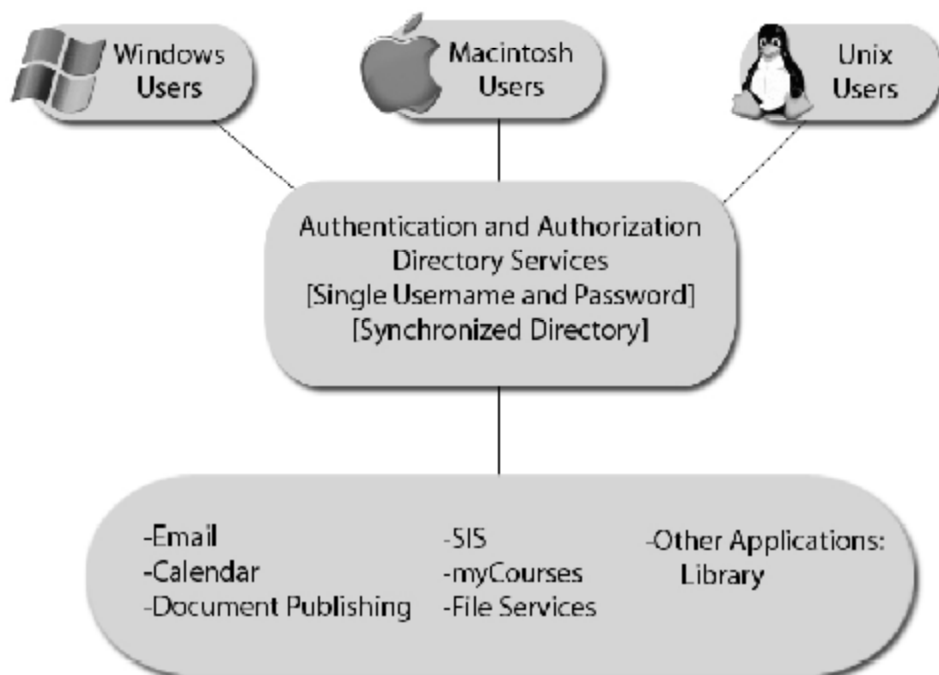 Windows
Users
Macintosh
Users
Unix
Users
Authentication and Authorization
Directory Services
[Single Username and Password]
[Synchronized Directory]
-Email
-Calendar
-Document Publishing
-SIS
-myCourses
-File Services
-Other Applications:
Library